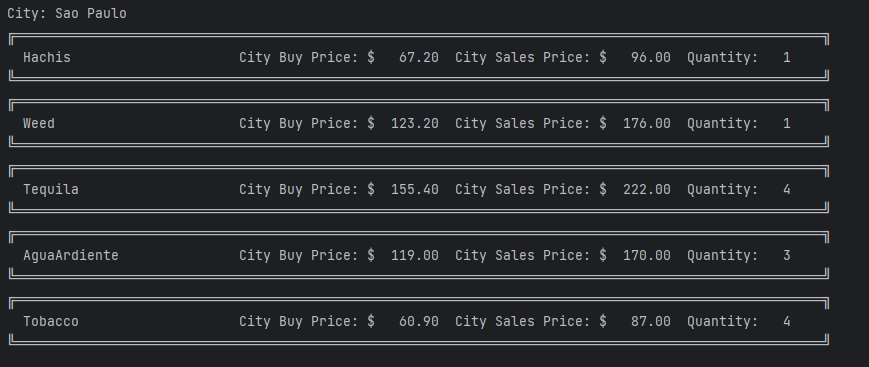 City: Sao Paulo
Hachis City Buy Price: $ 67.20 City Sales Price: $ 96.00 Quantity: 1
Weed City Buy Price: $ 123.20 City Sales Price: $ 176.00 Quantity: 1
Tequila City Buy Price: $ 155.40 City Sales Price: $ 222.00 Quantity: 4
AguaArdiente City Buy Price: $ 119.00 City Sales Price: $ 170.00 Quantity: 3
Tobacco City Buy Price: $ 60.90 City Sales Price: $ 87.00 Quantity: 4